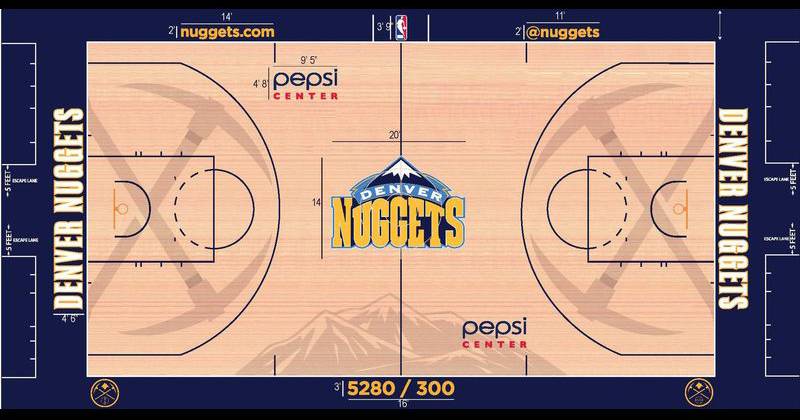 14'
2' nuggets.com
3' 9"
11'
2' @nuggets
9' 5"
4' 8" pepsi
CENTER
20'
14
DENVER
NUGGETS
DENVER NUGGETS
DENVER NUGGETS
5 FEET
ESCAPE LANE
5 FEET
ESCAPE LANE
5 FEET
ESCAPE LANE
5 FEET
ESCAPE LANE
4' 6"
pepsi
CENTER
3' 5280 / 300
16'